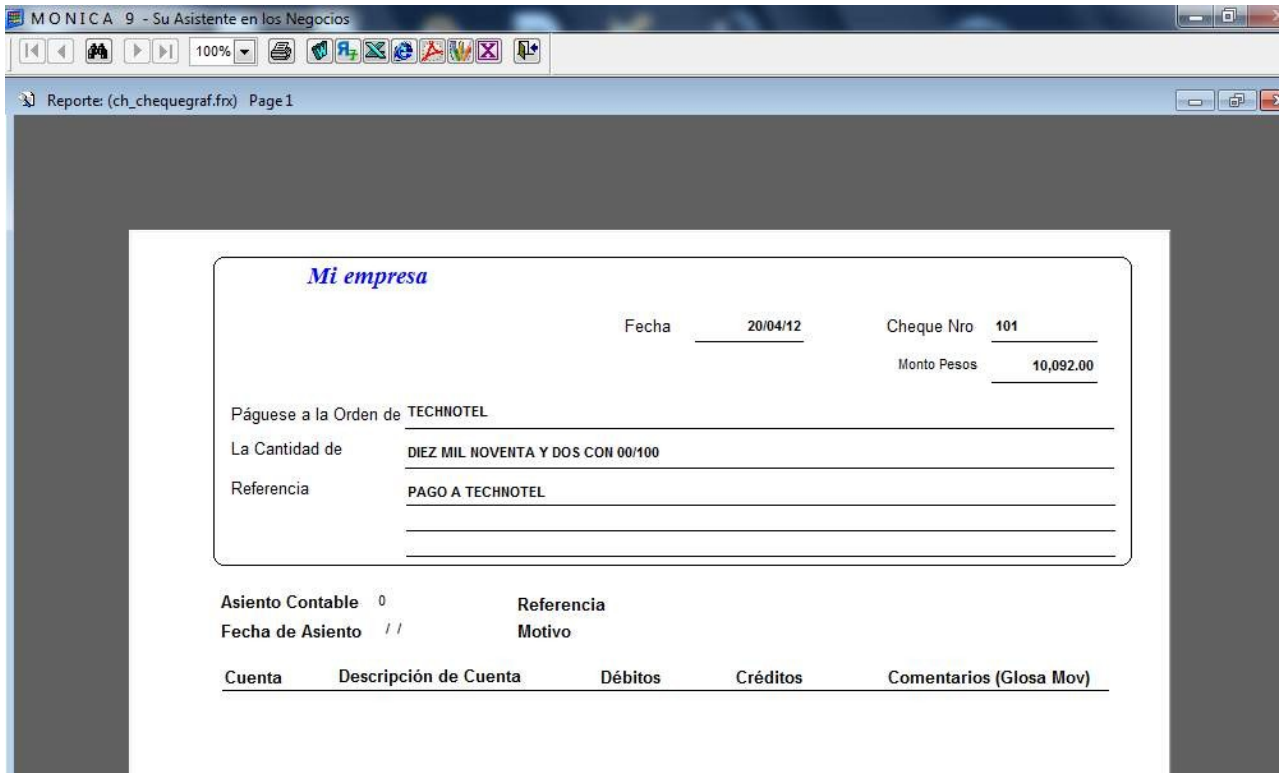 M O N I C A 9 - Su Asistente en los Negocios
100%
Reporte: (ch_chequegraf.frx) Page 1
Mi empresa
Fecha 20/04/12 Cheque Nro 101
Monto Pesos 10,092.00
Páguese a la Orden de TECHNOTEL
La Cantidad de DIEZ MIL NOVENTA Y DOS CON 00/100
Referencia PAGO A TECHNOTEL
Asiento Contable 0 Referencia
Fecha de Asiento / / Motivo
Cuenta Descripción de Cuenta Débitos Créditos Comentarios (Glosa Mov)